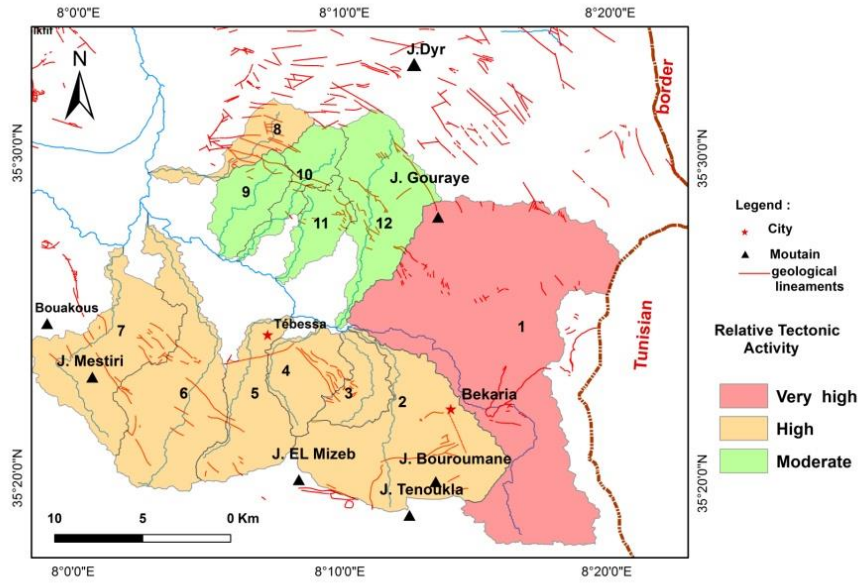 8°0'0"E 8°10'0"E 8°20'0"E
N
J.Dyr
border
35°30'0"N
35°30'0"N
8
10
9
J. Gouraye
11
12
Legend :
City
Moutain
geological
lineaments
Bouakous
Tébessa
1
Tunisian
7
J. Mestiri
4
3
6
5
2
Bekaria
Relative Tectonic
Activity
Very high
High
Moderate
J. EL Mizeb
J. Bouroumane
J. Tenoukla
35°20'0"N
35°20'0"N
10 5 0 Km
8°0'0"E 8°10'0"E 8°20'0"E